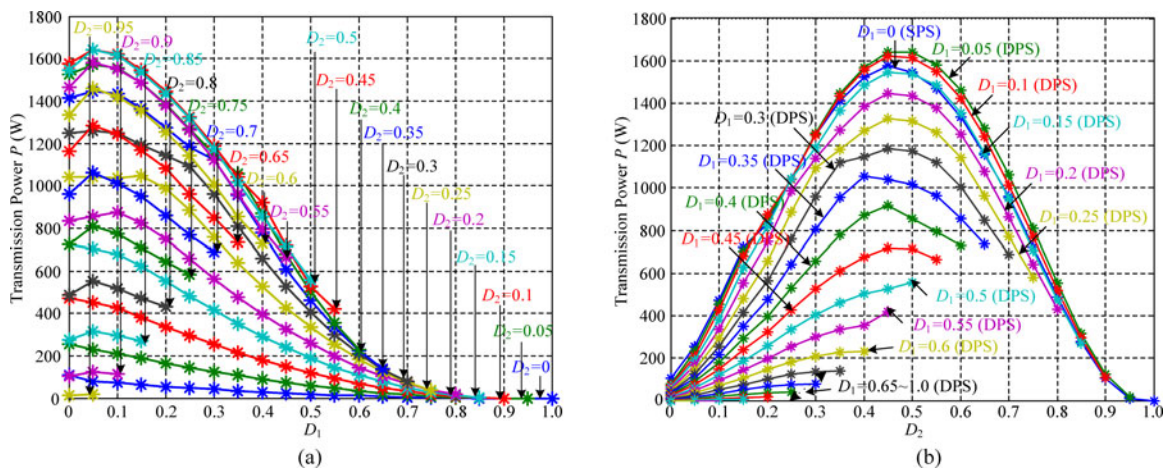 1800
1600
1400
1200
1000
800
600
400
200
0
Transmission Power P (W)
0 0.1 0.2 0.3 0.4 0.5 0.6 0.7 0.8 0.9 1.0
D1
D2=0.95
D2=0.9
D2=0.85
D2=0.8
D2=0.75
D2=0.7
D2=0.65
D2=0.6
D2=0.55
D2=0.5
D2=0.45
D2=0.4
D2=0.35
D2=0.3
D2=0.25
D2=0.2
D2=0.15
D2=0.1
D2=0.05
D2=0
(a)
1800
1600
1400
1200
1000
800
600
400
200
0
Transmission Power P (W)
0 0.1 0.2 0.3 0.4 0.5 0.6 0.7 0.8 0.9 1.0
D2
D1=0 (SPS)
D1=0.05 (DPS)
D1=0.1 (DPS)
D1=0.15 (DPS)
D1=0.2 (DPS)
D1=0.25 (DPS)
D1=0.3 (DPS)
D1=0.35 (DPS)
D1=0.4 (DPS)
D1=0.45 (DPS)
D1=0.5 (DPS)
D1=0.55 (DPS)
D1=0.6 (DPS)
D1=0.65~1.0 (DPS)
(b)